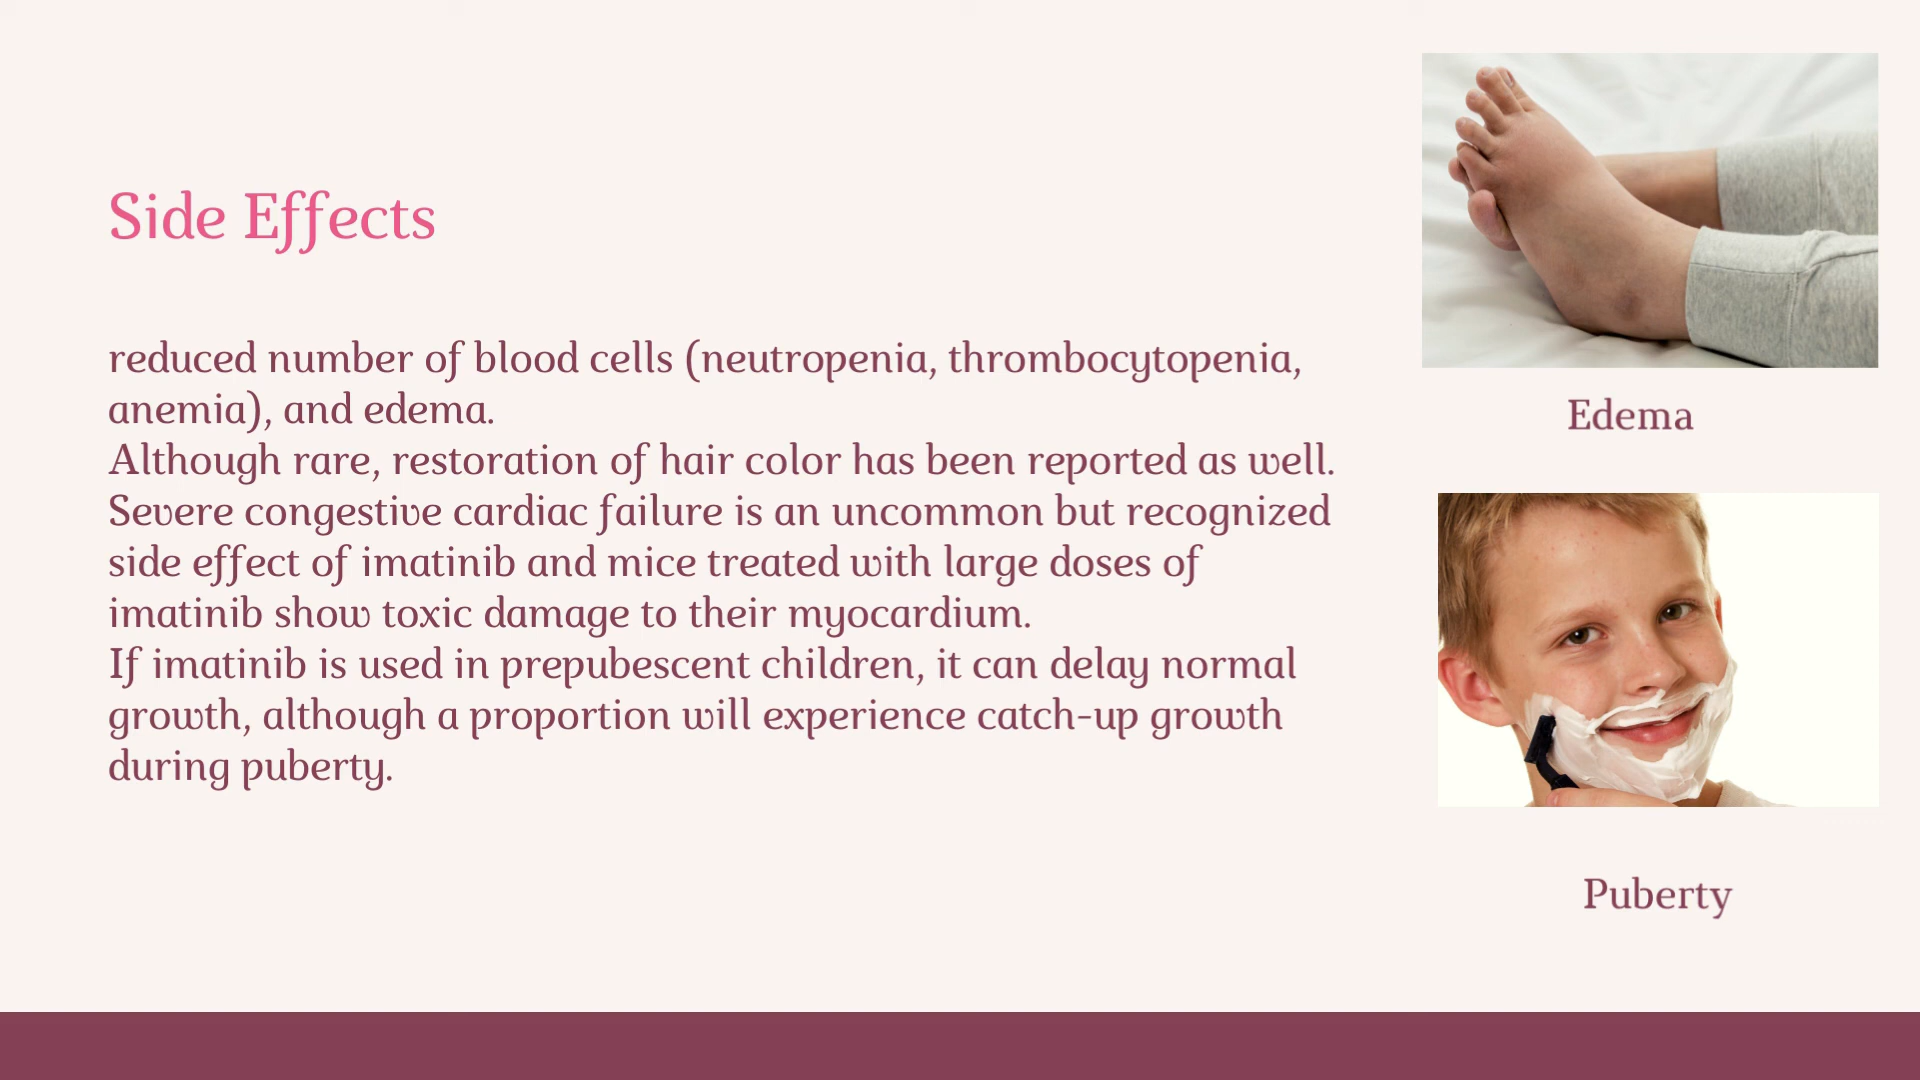 Side Effects
reduced number of blood cells (neutropenia, thrombocytopenia,
anemia), and edema.
Although rare, restoration of hair color has been reported as well.
Severe congestive cardiac failure is an uncommon but recognized
side effect of imatinib and mice treated with large doses of
imatinib show toxic damage to their myocardium.
If imatinib is used in prepubescent children, it can delay normal
growth, although a proportion will experience catch-up growth
during puberty.
Edema
Puberty